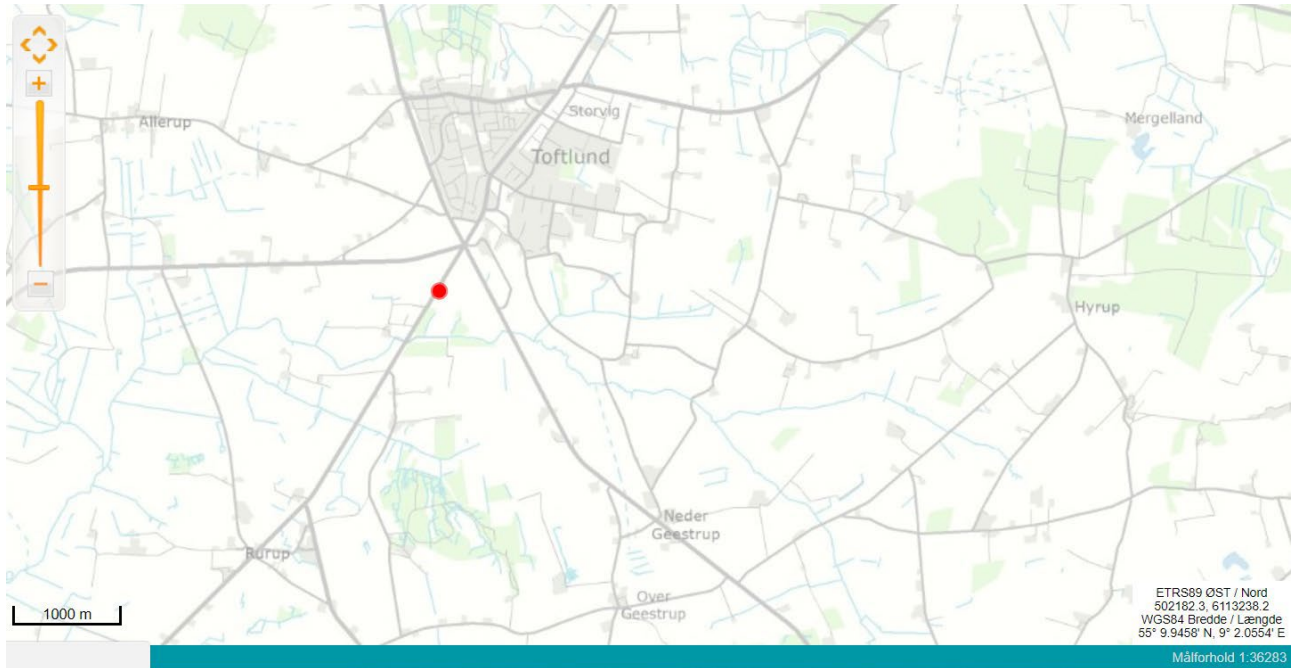 Storvig
Allerup
Mergelland
Toftlund
Hyrup
Neder
Geestrup
Rurup
Over
Geestrup
1000 m
ETRS89 ØST / Nord
502182.3, 6113238.2
WGS84 Bredde / Længde
55° 9.9458' N, 9° 2.0554' E
Målforhold 1:36283